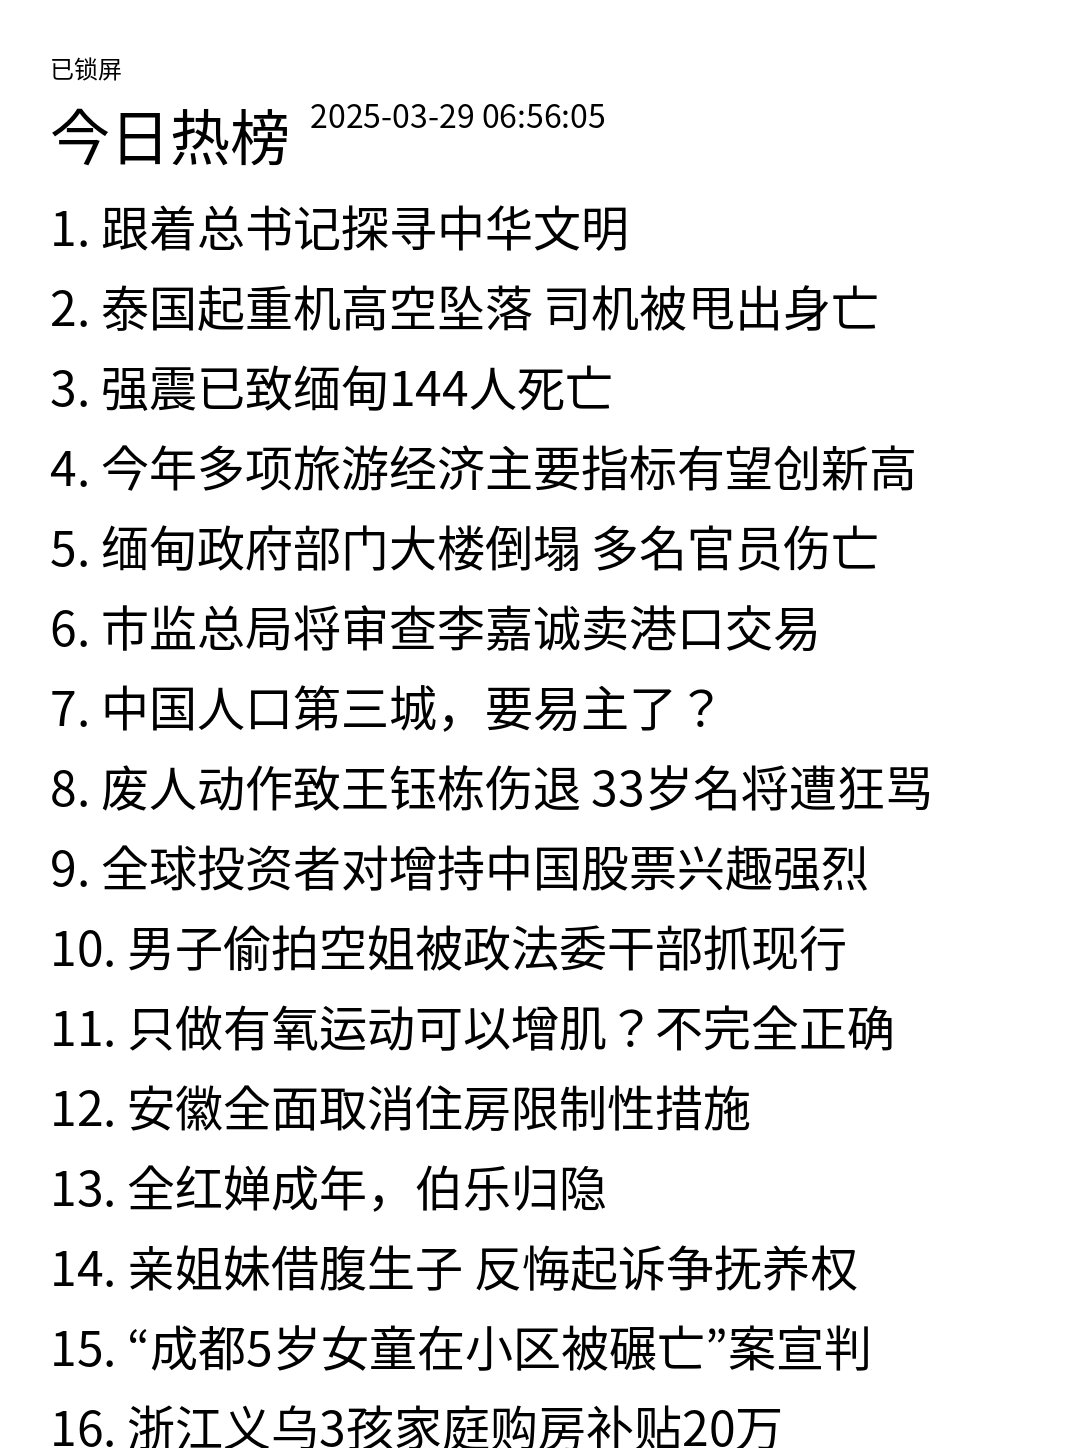 已锁屏
今日热榜 2025-03-29 06:56:05
1. 跟着总书记探寻中华文明
2. 泰国起重机高空坠落 司机被甩出身亡
3. 强震已致缅甸144人死亡
4. 今年多项旅游经济主要指标有望创新高
5. 缅甸政府部门大楼倒塌 多名官员伤亡
6. 市监总局将审查李嘉诚卖港口交易
7. 中国人口第三城，要易主了？
8. 废人动作致王钰栋伤退 33岁名将遭狂骂
9. 全球投资者对增持中国股票兴趣强烈
10. 男子偷拍空姐被政法委干部抓现行
11. 只做有氧运动可以增肌？不完全正确
12. 安徽全面取消住房限制性措施
13. 全红婵成年，伯乐归隐
14. 亲姐妹借腹生子 反悔起诉争抚养权
15. “成都5岁女童在小区被碾亡”案宣判
16. 浙江义乌3孩家庭购房补贴20万